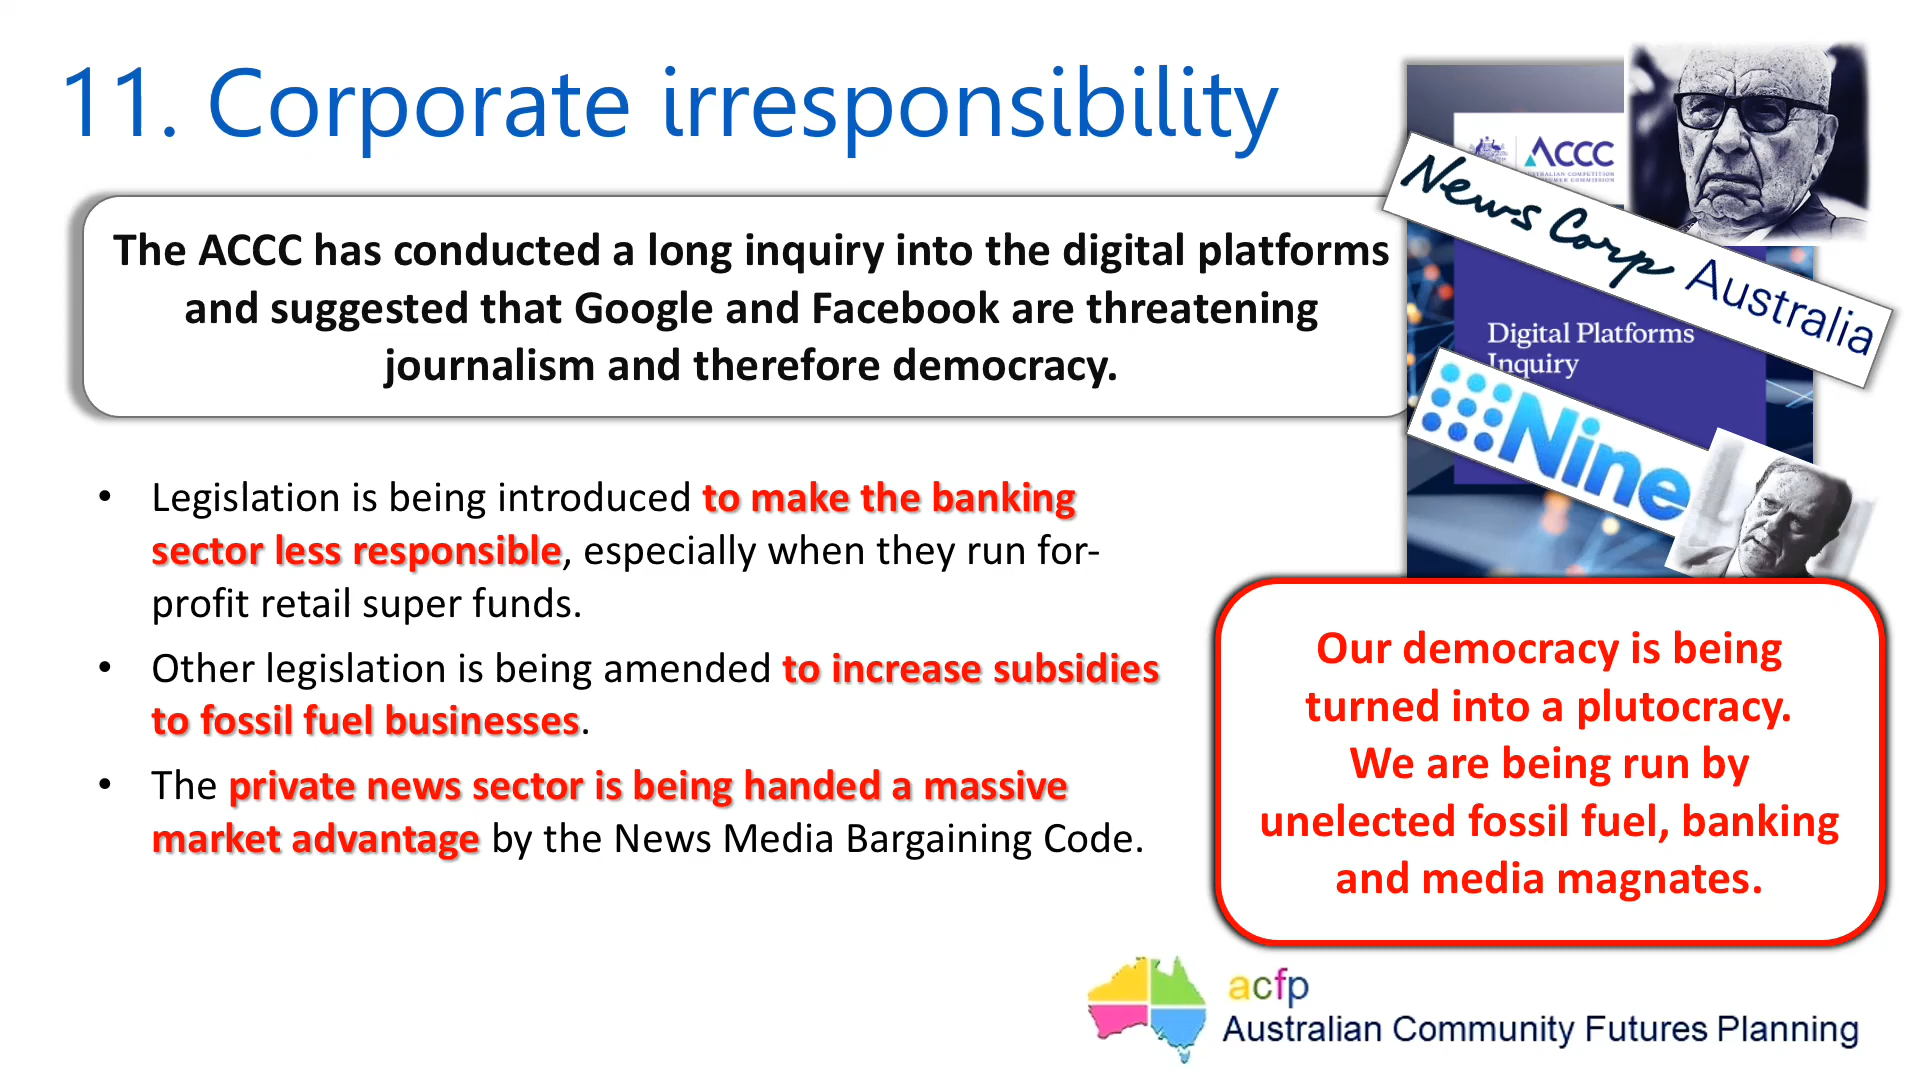 11. Corporate irresponsibility
The ACCC has conducted a long inquiry into the digital platforms
and suggested that Google and Facebook are threatening
journalism and therefore democracy.
ACCC
News Corp Australia
Digital Platforms
Inquiry
Nine
• Legislation is being introduced to make the banking
sector less responsible, especially when they run for-
profit retail super funds.
• Other legislation is being amended to increase subsidies
to fossil fuel businesses.
• The private news sector is being handed a massive
market advantage by the News Media Bargaining Code.
Our democracy is being
turned into a plutocracy.
We are being run by
unelected fossil fuel, banking
and media magnates.
acfp
Australian Community Futures Planning